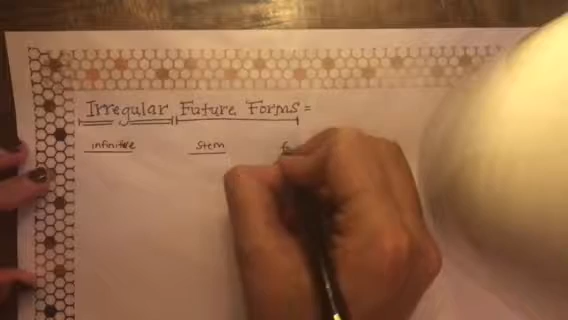 Irregular Future Forms =
infinitive stem